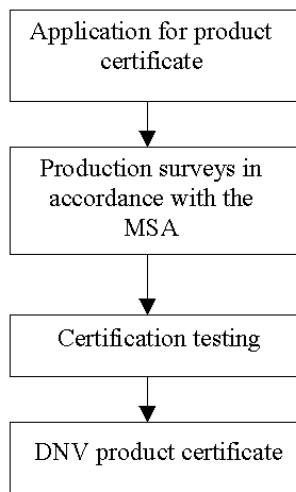 Application for product
certificate
Production surveys in
accordance with the
MSA
Certification testing
DNV product certificate